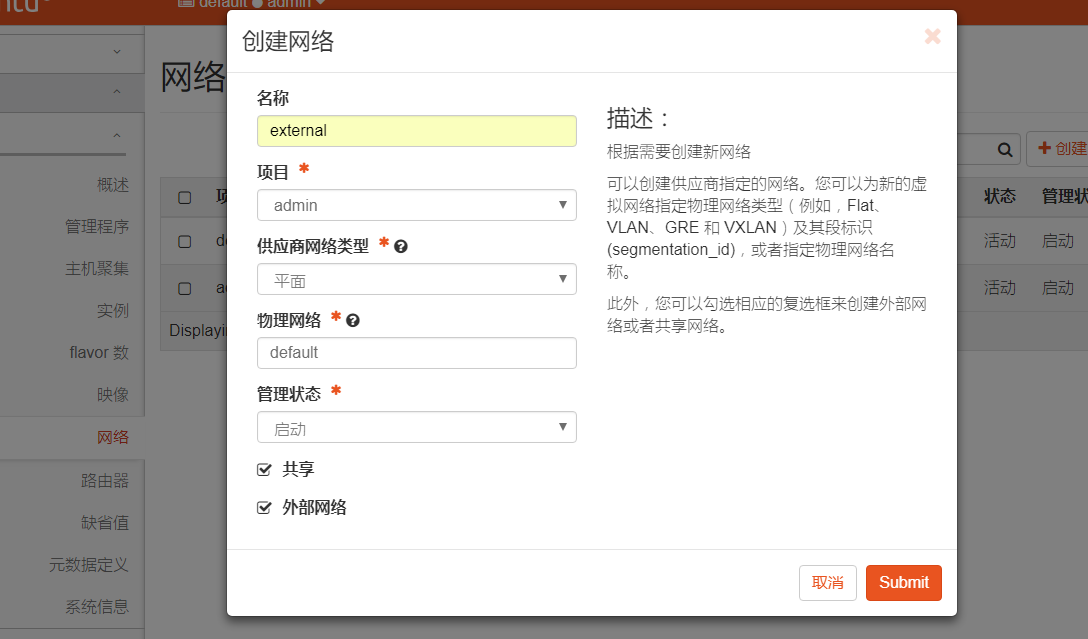 default admin
创建网络
网络
名称
external
项目 *
admin
供应商网络类型 *
平面
物理网络 *
default
管理状态 *
启动
共享
外部网络
描述：
根据需要创建新网络
可以创建供应商指定的网络。您可以为新的虚
拟网络指定物理网络类型（例如，Flat、
VLAN、GRE 和 VXLAN）及其段标识
(segmentation_id)，或者指定物理网络名
称。
此外，您可以勾选相应的复选框来创建外部网
络或者共享网络。
取消
Submit
概述
管理程序
主机聚集
实例
flavor 数
映像
网络
路由器
缺省值
元数据定义
系统信息
创建
状态 管理状
活动 启动
活动 启动